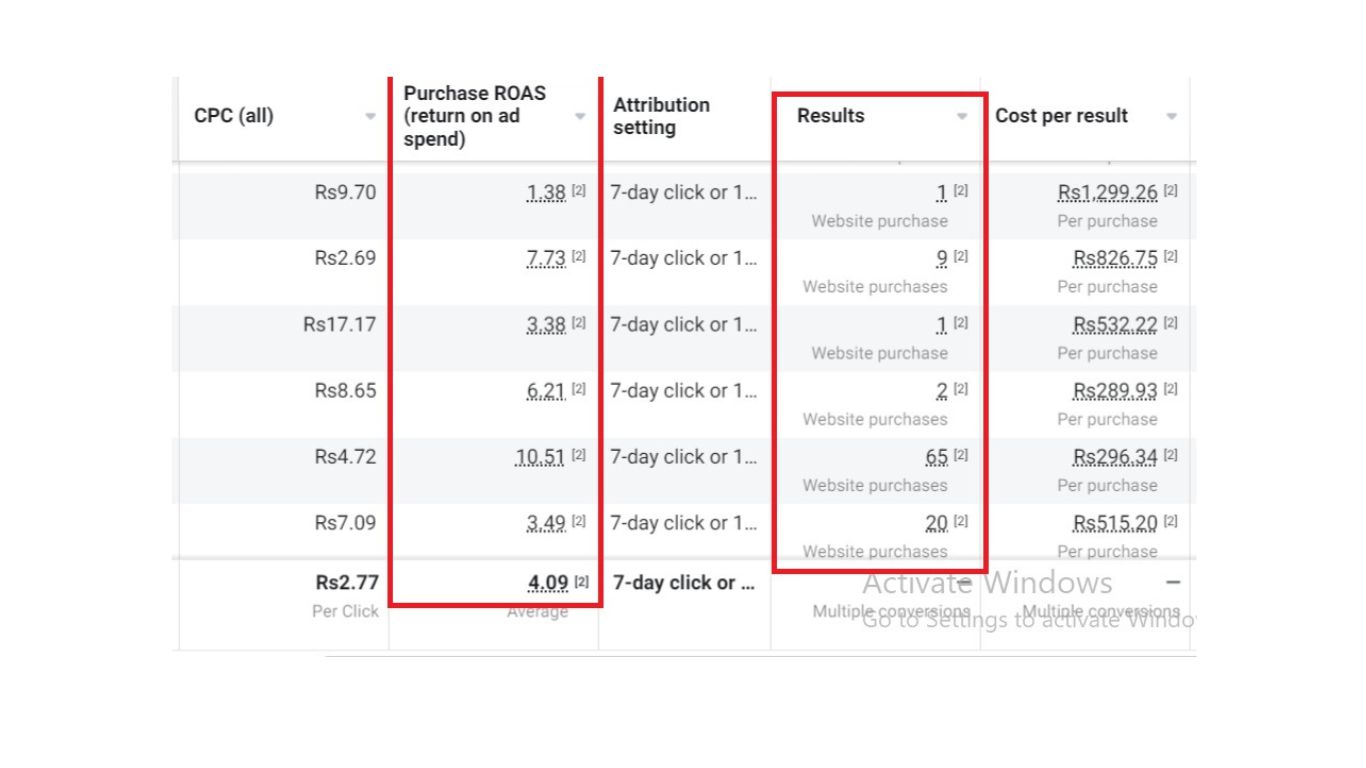 CPC (all)
Purchase ROAS
(return on ad
spend)
Attribution
setting
Results
Cost per result
Rs9.70
1.38 [2]
7-day click or 1...
1 [2]
Website purchase
Rs1,299.26 [2]
Per purchase
Rs2.69
7.73 [2]
7-day click or 1...
9 [2]
Website purchases
Rs826.75 [2]
Per purchase
Rs17.17
3.38 [2]
7-day click or 1...
1 [2]
Website purchase
Rs532.22 [2]
Per purchase
Rs8.65
6.21 [2]
7-day click or 1...
2 [2]
Website purchases
Rs289.93 [2]
Per purchase
Rs4.72
10.51 [2]
7-day click or 1...
65 [2]
Website purchases
Rs296.34 [2]
Per purchase
Rs7.09
3.49 [2]
7-day click or 1...
20 [2]
Website purchases
Rs515.20 [2]
Per purchase
Rs2.77
Per Click
4.09 [2]
Average
7-day click or ...
–
Multiple conversions
–
Multiple conversions
Activate Windows
Go to Settings to activate Windo